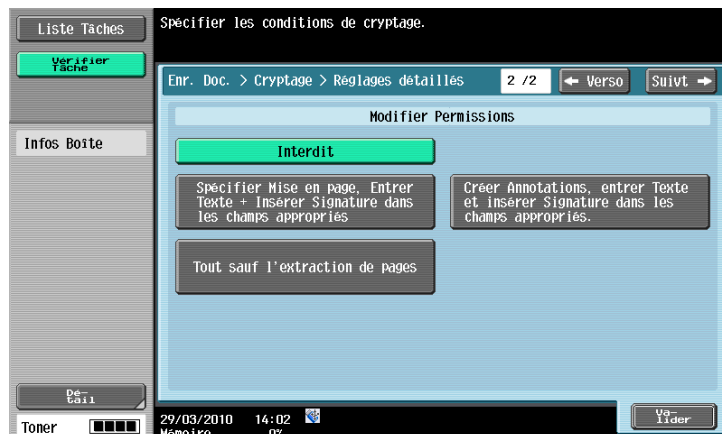 Liste Tâches
Spécifier les conditions de cryptage.
Vérifier
Tâche
Enr. Doc. > Cryptage > Réglages détaillés
2 /2
← Verso
Suivt →
Modifier Permissions
Infos Boîte
Interdit
Spécifier Mise en page, Entrer
Texte + Insérer Signature dans
les champs appropriés
Créer Annotations, entrer Texte
et insérer Signature dans les
champs appropriés.
Tout sauf l'extraction de pages
Dé-
tail
Toner
29/03/2010 14:02
Mémoire 0%
Va-
lider